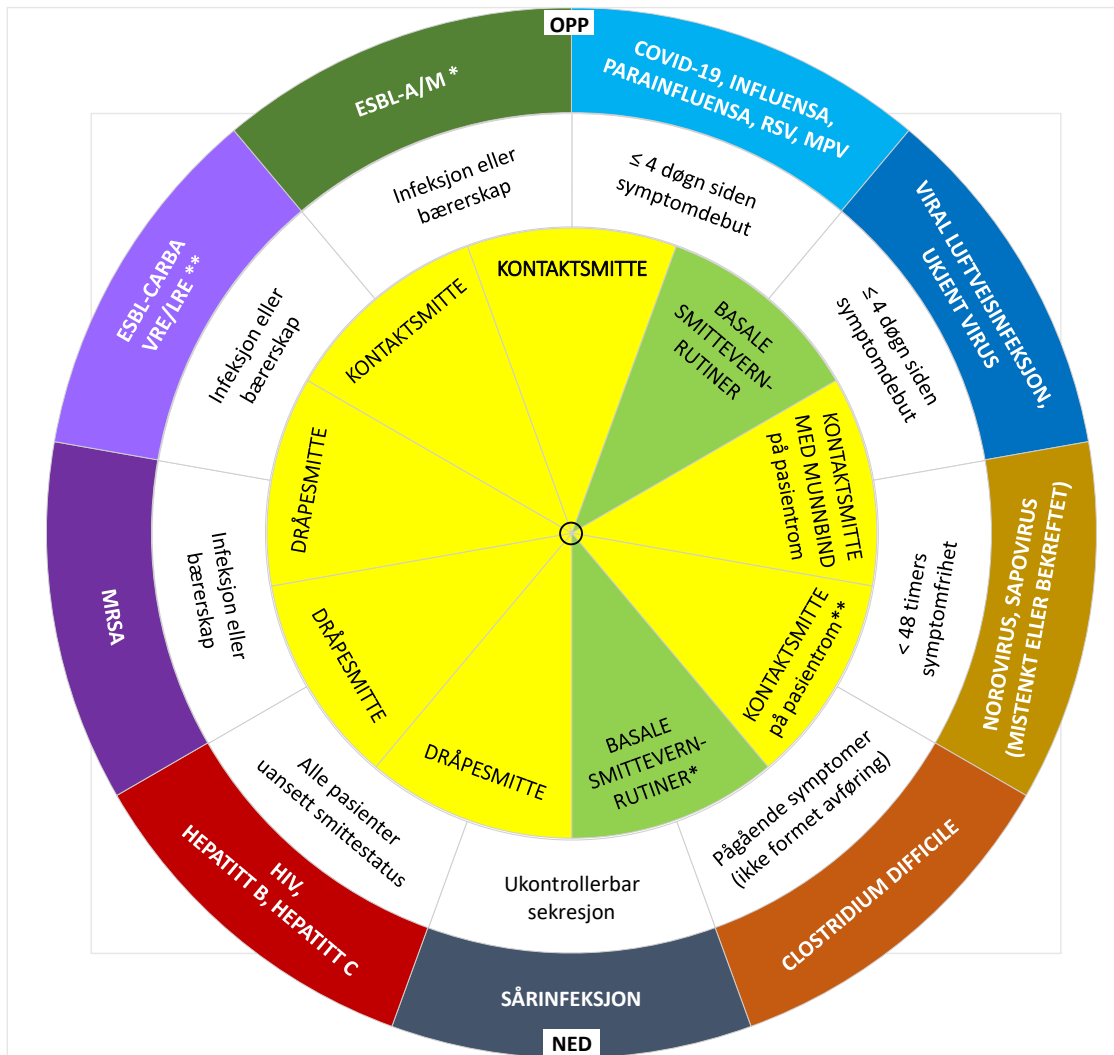 OPP
COVID-19, INFLUENSA,
PARAINFLUENSA, RSV, MPV
VIRAL LUFTVEISINFEKSJON,
UKJENT VIRUS
NOROVIRUS, SAPOVIRUS
(MISTENKT ELLER BEKREFTET)
CLOSTRIDIUM DIFFICILE
SÅRINFEKSJON
NED
HIV,
HEPATITT B, HEPATITT C
MRSA
ESBL-CARBA
VRE/LRE **
ESBL-A/M *
≤ 4 døgn siden
symptomdebut
≤ 4 døgn siden
symptomdebut
< 48 timers
symptomfrihet
Pågående symptomer
(ikke formet avføring)
Ukontrollerbar
sekresjon
Alle pasienter
uansett smittestatus
Infeksjon eller
bærerskap
Infeksjon eller
bærerskap
Infeksjon eller
bærerskap
KONTAKTSMITTE
BASALE
SMITTEVERN-
RUTINER
KONTAKTSMITTE
MED MUNNBIND
på pasientrom
KONTAKTSMITTE
på pasientrom**
BASALE
SMITTEVERN-
RUTINER*
DRÅPESMITTE
DRÅPESMITTE
DRÅPESMITTE
KONTAKTSMITTE